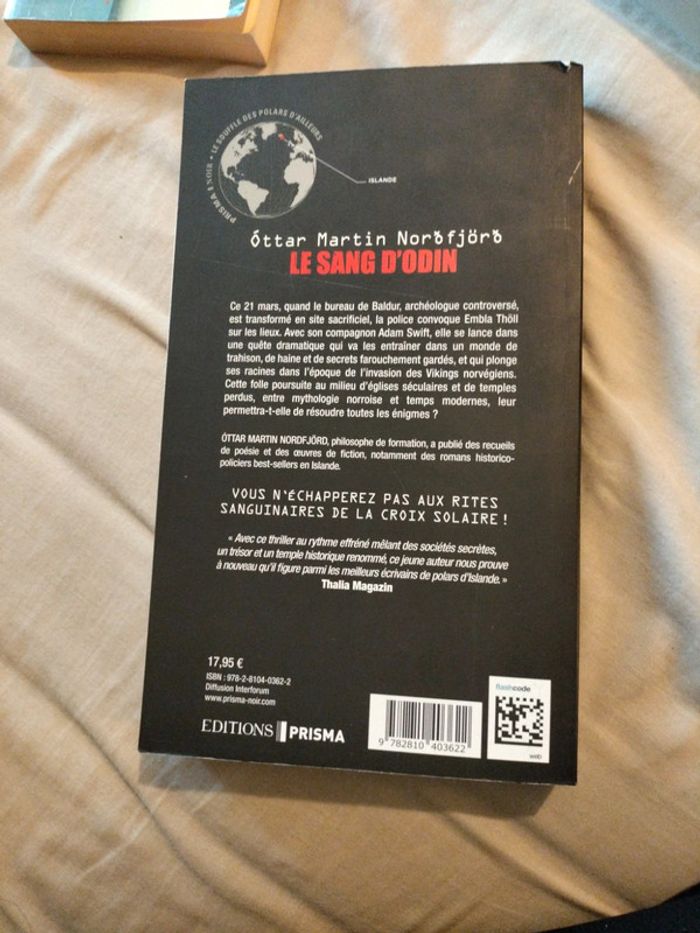 PRISMA NOIR • LE SOUFFLE DES POLARS D'AILLEURS
ISLANDE
Óttar Martin Norðfjörð
LE SANG D'ODIN
Ce 21 mars, quand le bureau de Baldur, archéologue controversé,
est transformé en site sacrificiel, la police convoque Embla Thöll
sur les lieux. Avec son compagnon Adam Swift, elle se lance dans
une quête dramatique qui va les entraîner dans un monde de
trahison, de haine et de secrets farouchement gardés, et qui plonge
ses racines dans l'époque de l'invasion des Vikings norvégiens.
Cette folle poursuite au milieu d'églises séculaires et de temples
perdus, entre mythologie norroise et temps modernes, leur
permettra-t-elle de résoudre toutes les énigmes ?
ÓTTAR MARTIN NORDFJÖRD, philosophe de formation, a publié des recueils
de poésie et des œuvres de fiction, notamment des romans historico-
policiers best-sellers en Islande.
VOUS N'ÉCHAPPEREZ PAS AUX RITES
SANGUINAIRES DE LA CROIX SOLAIRE !
« Avec ce thriller au rythme effréné mêlant des sociétés secrètes,
un trésor et un temple historique renommé, ce jeune auteur nous prouve
à nouveau qu'il figure parmi les meilleurs écrivains de polars d'Islande. »
Thalia Magazin
17,95 €
ISBN : 978-2-8104-0362-2
Diffusion Interforum
www.prisma-noir.com
EDITIONS PRISMA
9 782810 403622
flashcode
web